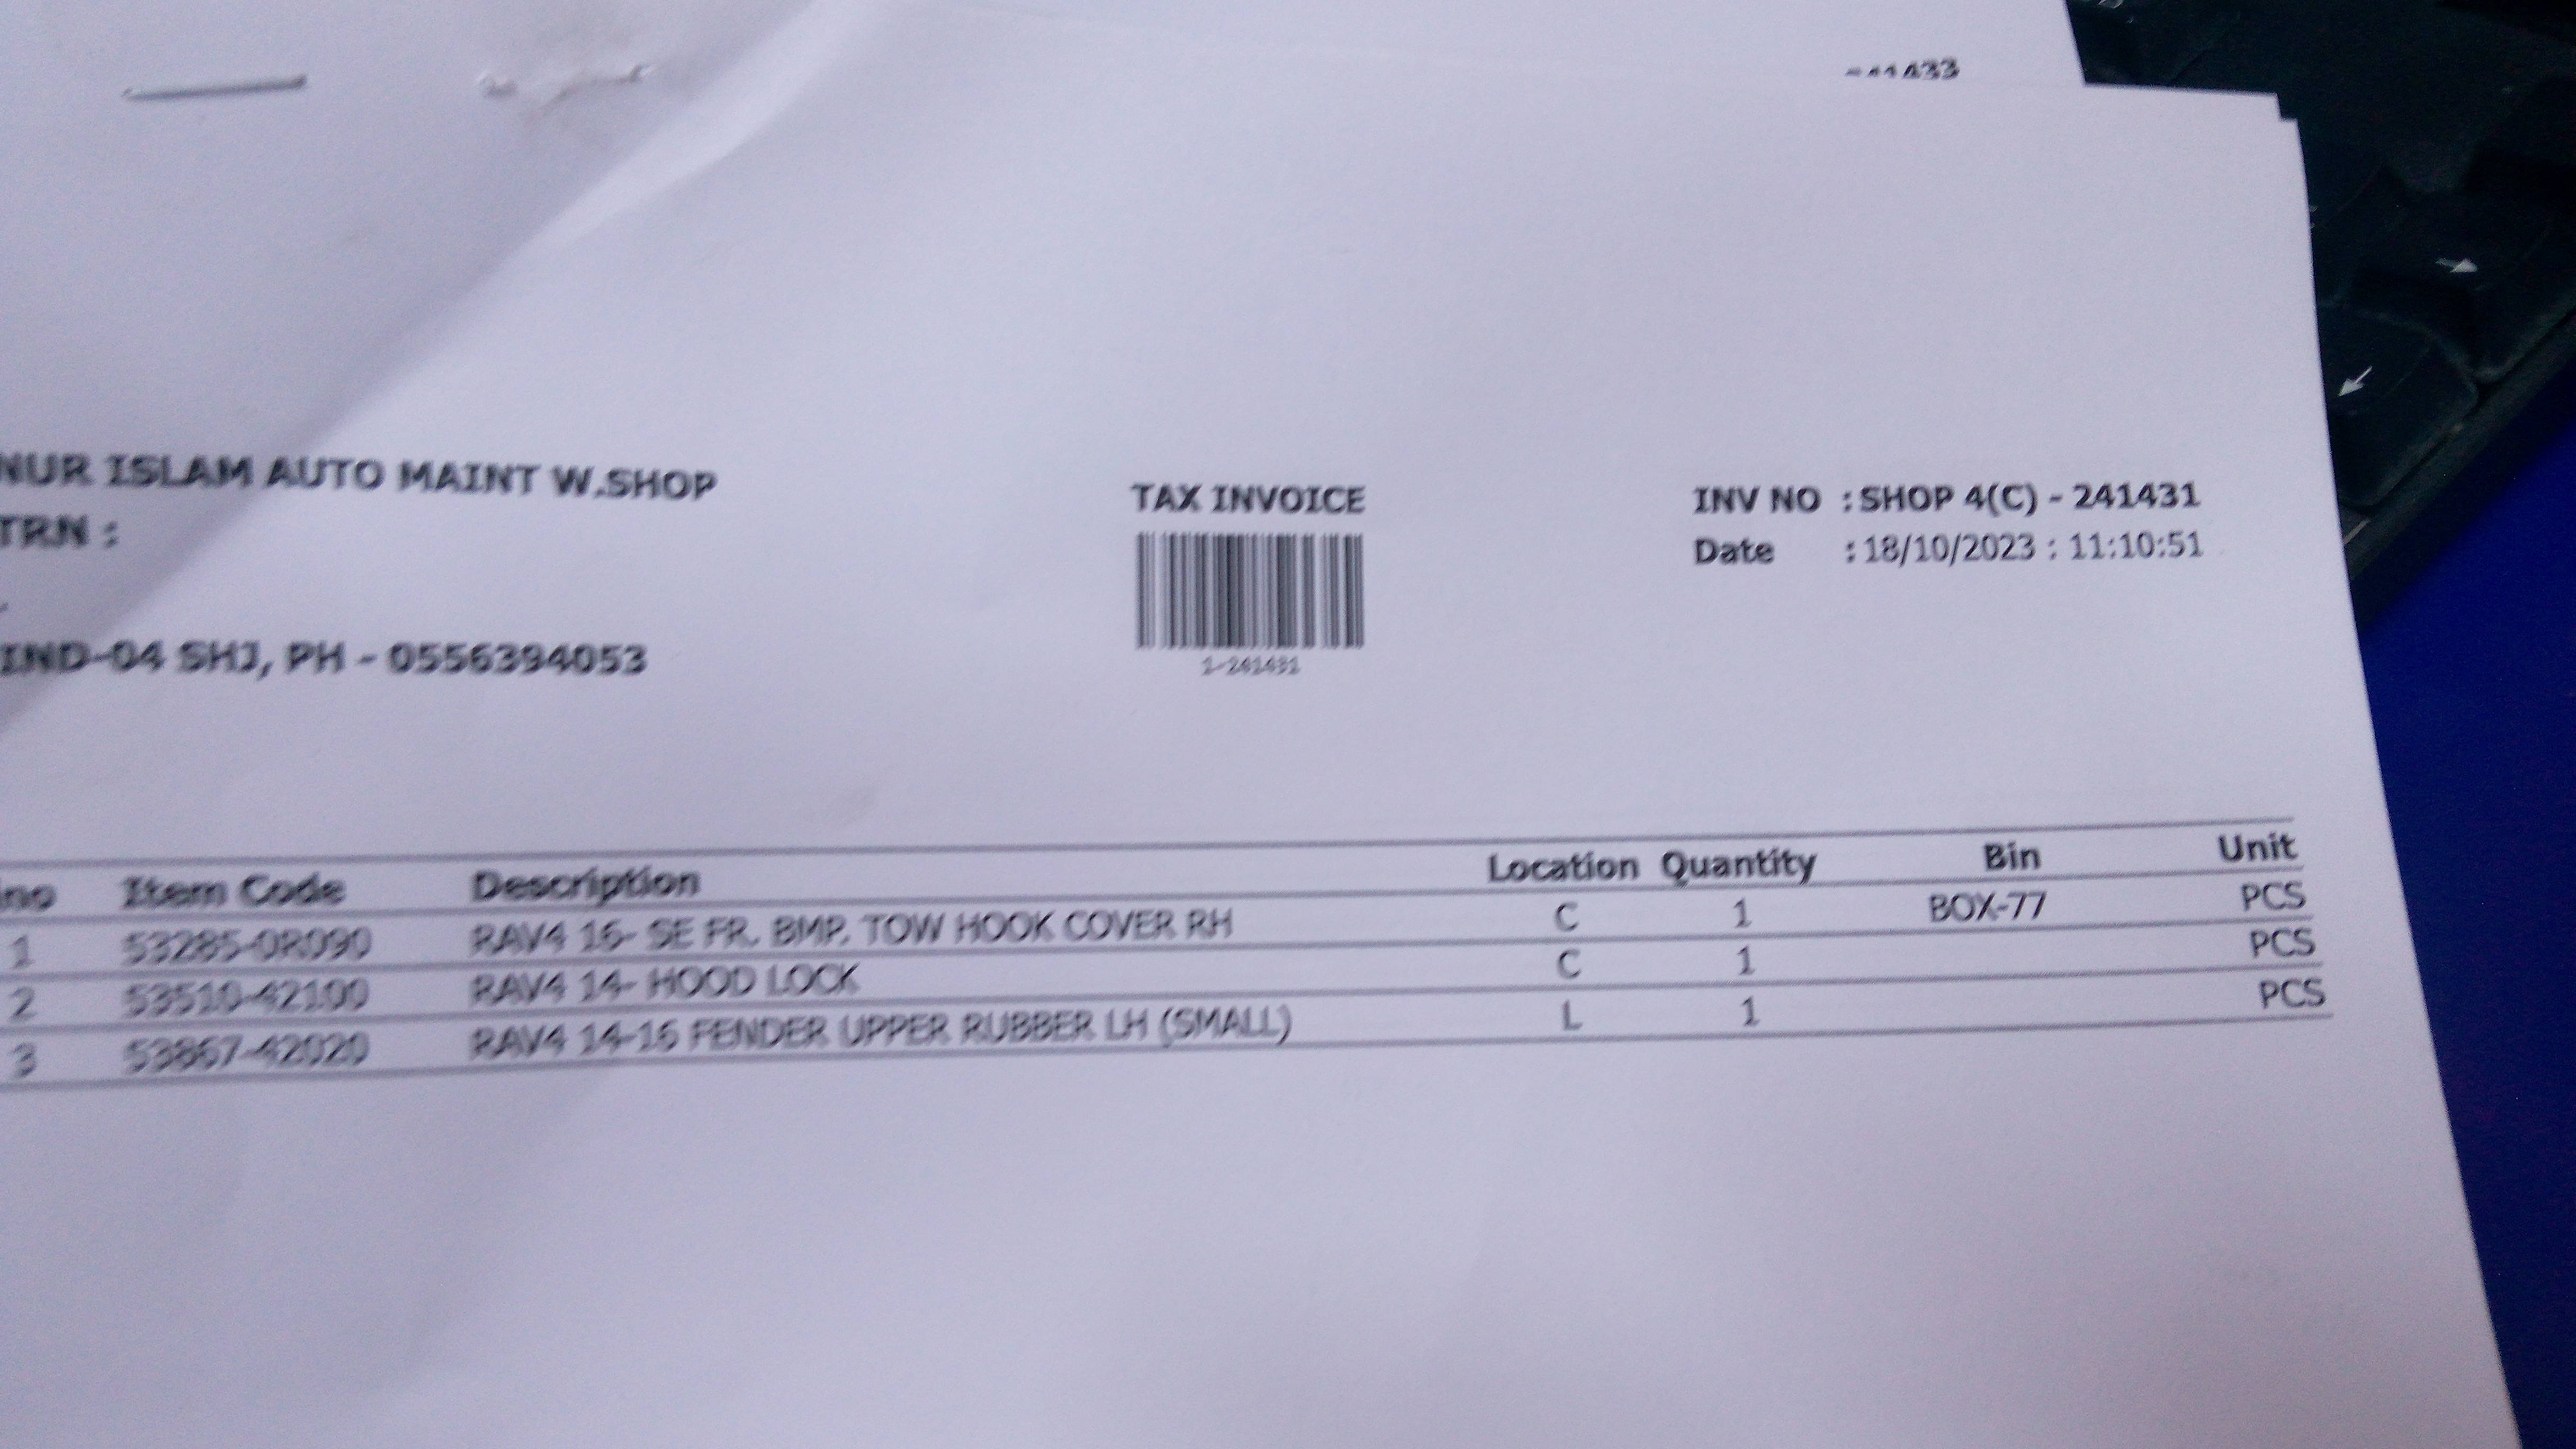 NUR ISLAM AUTO MAINT W.SHOP
TRN :
IND-04 SHJ, PH - 0556394053
TAX INVOICE
1-241431
INV NO : SHOP 4(C) - 241431
Date : 18/10/2023 : 11:10:51
no Item Code Description Location Quantity Bin Unit
1 53285-0R090 RAV4 16- SE FR. BMP. TOW HOOK COVER RH C 1 BOX-77 PCS
2 53510-42100 RAV4 14- HOOD LOCK C 1 PCS
3 53867-42020 RAV4 14-16 FENDER UPPER RUBBER LH (SMALL) L 1 PCS